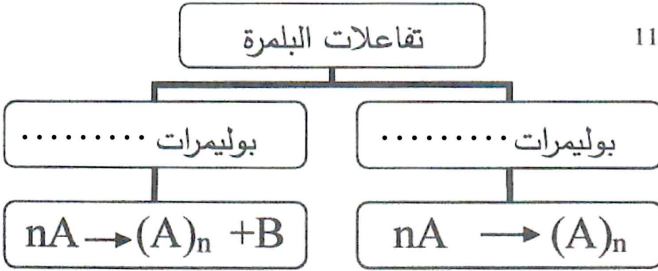 11
تفاعلات البلمرة
بوليمرات ..........
بوليمرات ..........
nA → (A)n
nA → (A)n +B